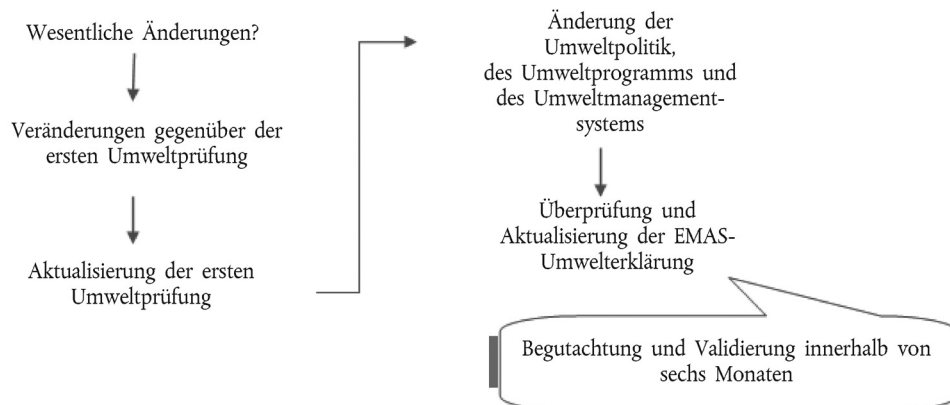 Wesentliche Änderungen?
Veränderungen gegenüber der
ersten Umweltprüfung
Aktualisierung der ersten
Umweltprüfung
Änderung der
Umweltpolitik,
des Umweltprogramms und
des Umweltmanagement-
systems
Überprüfung und
Aktualisierung der EMAS-
Umwelterklärung
Begutachtung und Validierung innerhalb von
sechs Monaten